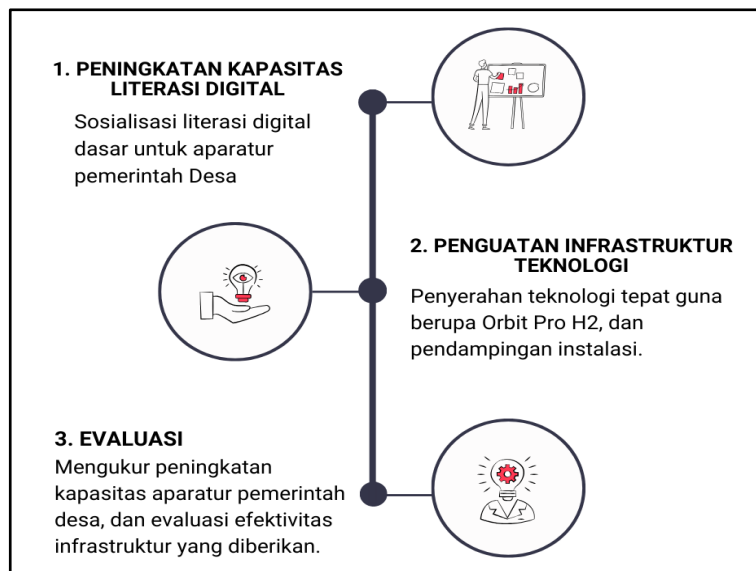 1. PENINGKATAN KAPASITAS
LITERASI DIGITAL
Sosialisasi literasi digital
dasar untuk aparatur
pemerintah Desa
2. PENGUATAN INFRASTRUKTUR
TEKNOLOGI
Penyerahan teknologi tepat guna
berupa Orbit Pro H2, dan
pendampingan instalasi.
3. EVALUASI
Mengukur peningkatan
kapasitas aparatur pemerintah
desa, dan evaluasi efektivitas
infrastruktur yang diberikan.